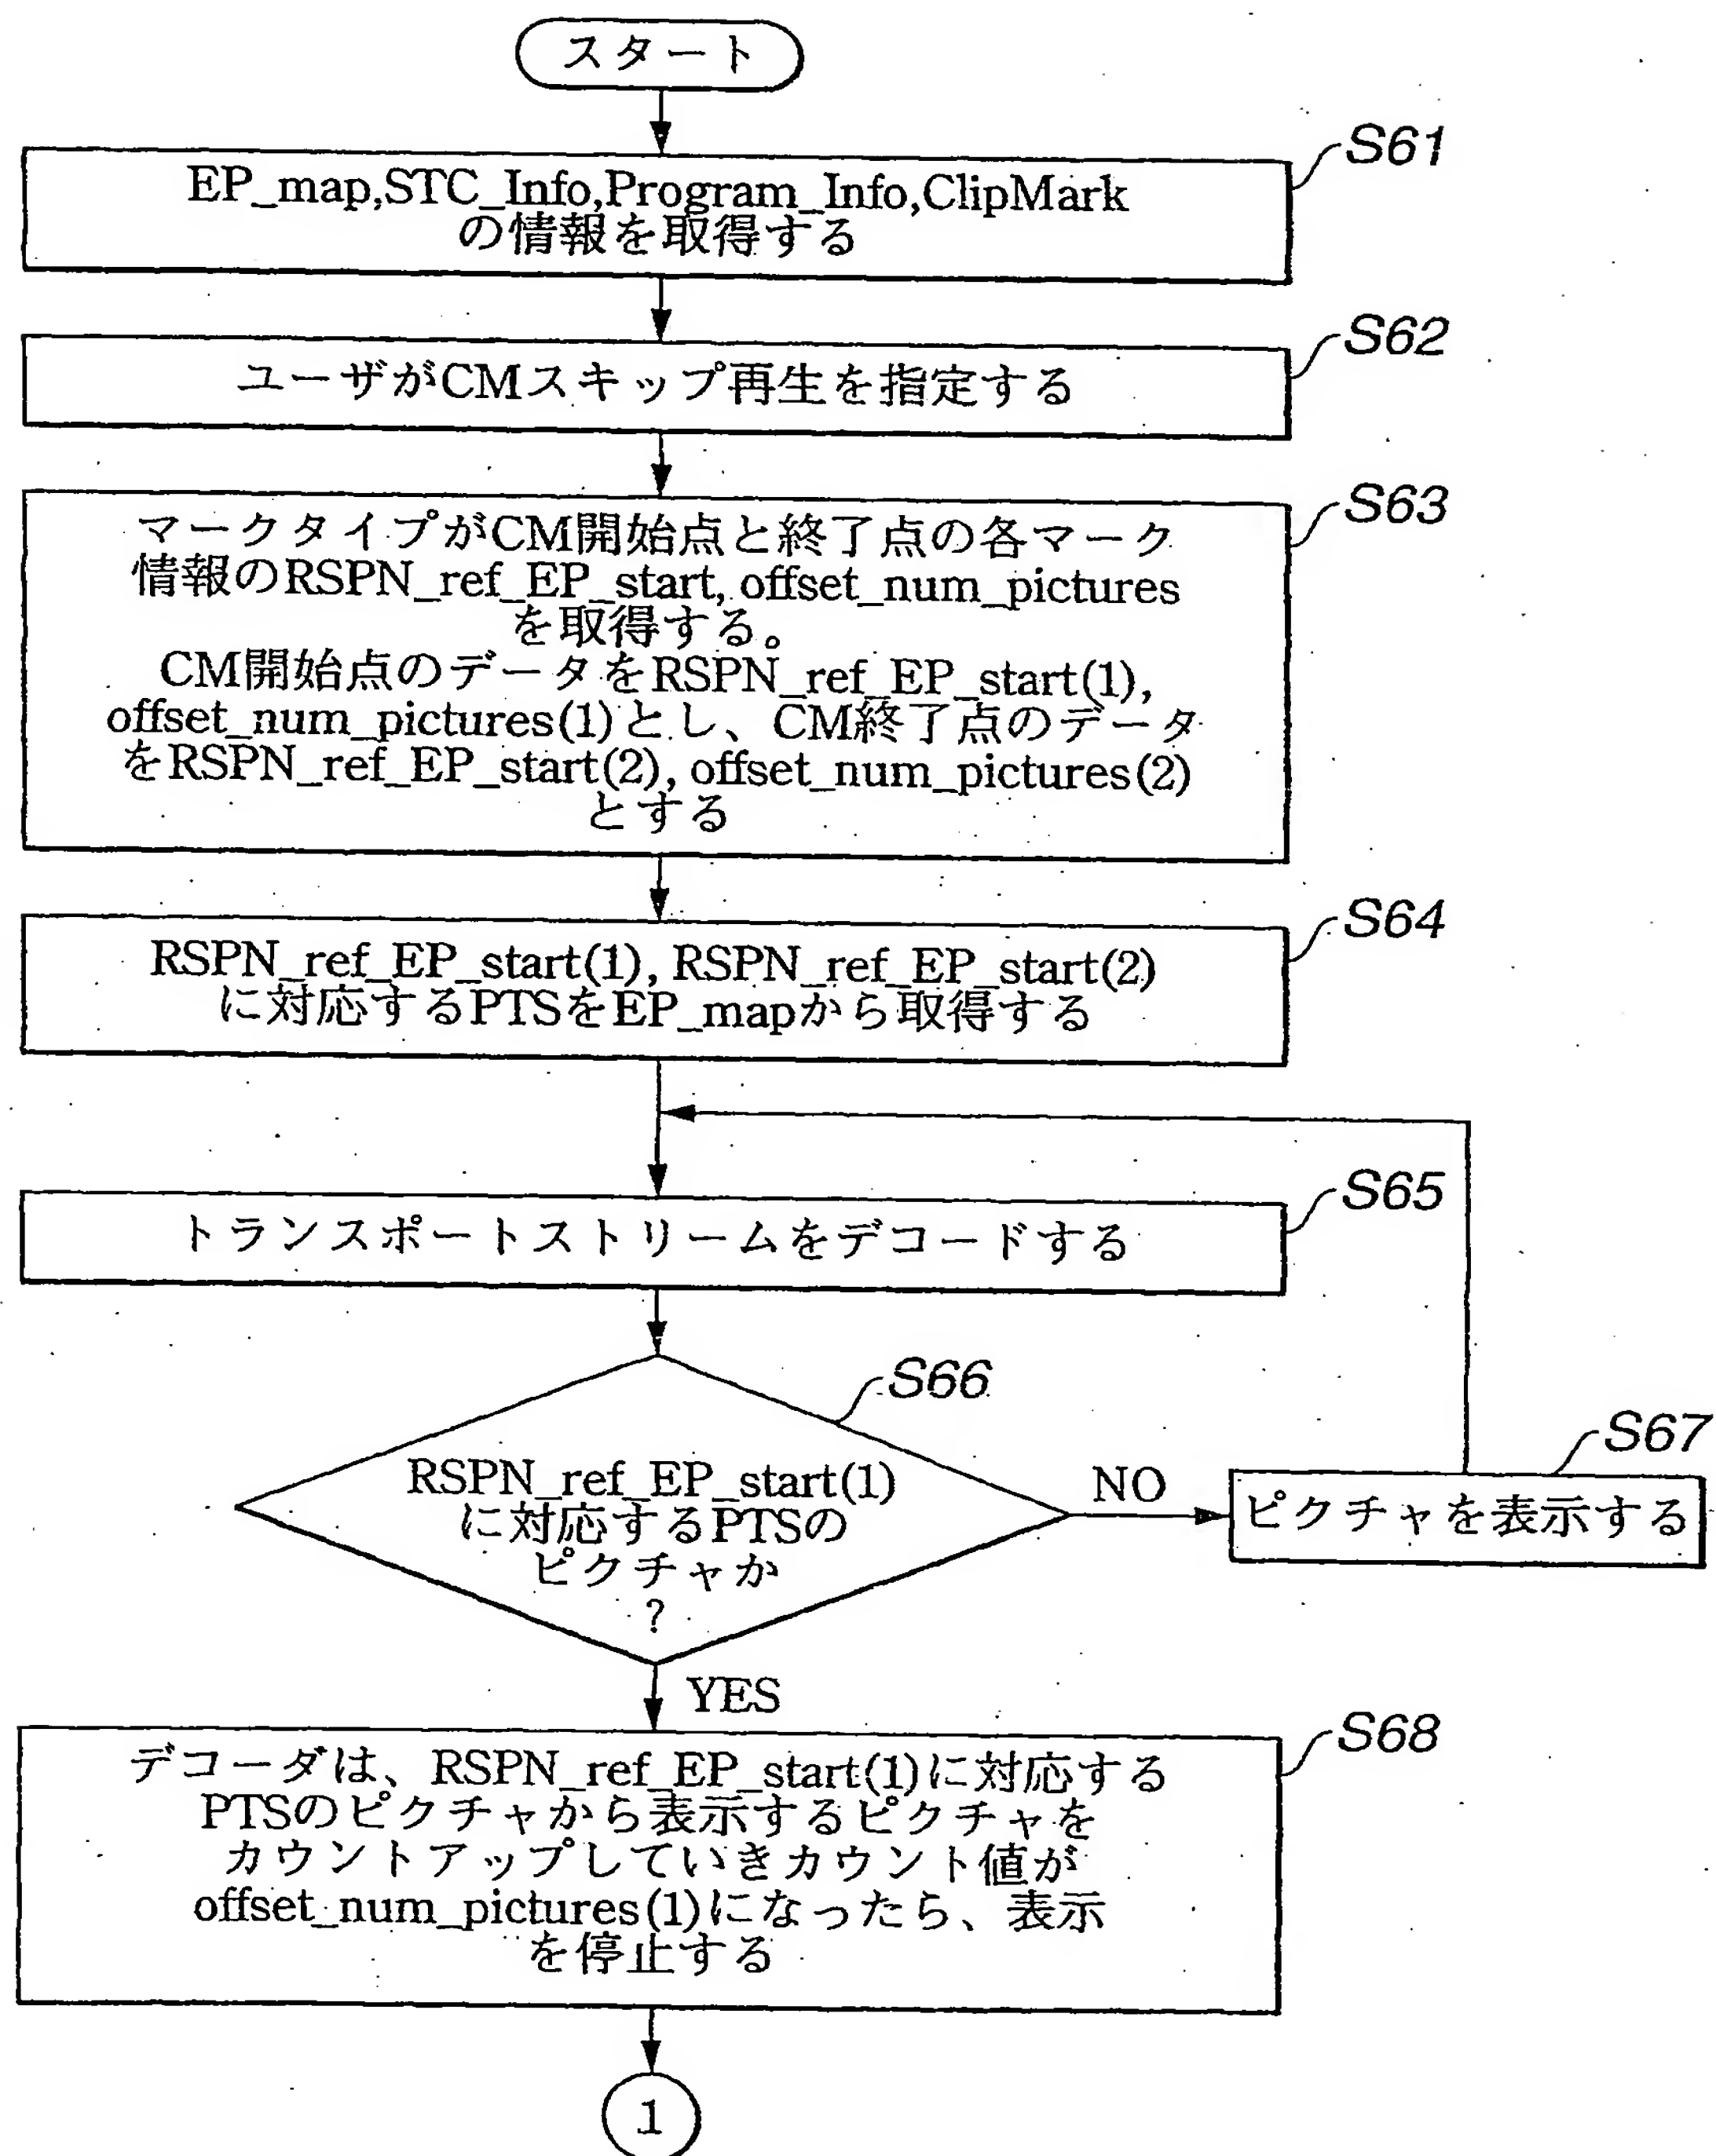 スタート
S61
EP_map,STC_Info,Program_Info,ClipMark
の情報を取得する
S62
ユーザがCMスキップ再生を指定する
S63
マークタイプがCM開始点と終了点の各マーク
情報のRSPN_ref_EP_start, offset_num_pictures
を取得する。
CM開始点のデータをRSPN_ref_EP_start(1),
offset_num_pictures(1)とし、CM終了点のデータ
をRSPN_ref_EP_start(2), offset_num_pictures(2)
とする
S64
RSPN_ref_EP_start(1), RSPN_ref_EP_start(2)
に対応するPTSをEP_mapから取得する
S65
トランスポートストリームをデコードする
S66
RSPN_ref_EP_start(1)
に対応するPTSの
ピクチャか
?
NO
S67
ピクチャを表示する
YES
S68
デコーダは、RSPN_ref_EP_start(1)に対応する
PTSのピクチャから表示するピクチャを
カウントアップしていきカウント値が
offset_num_pictures(1)になったら、表示
を停止する
1